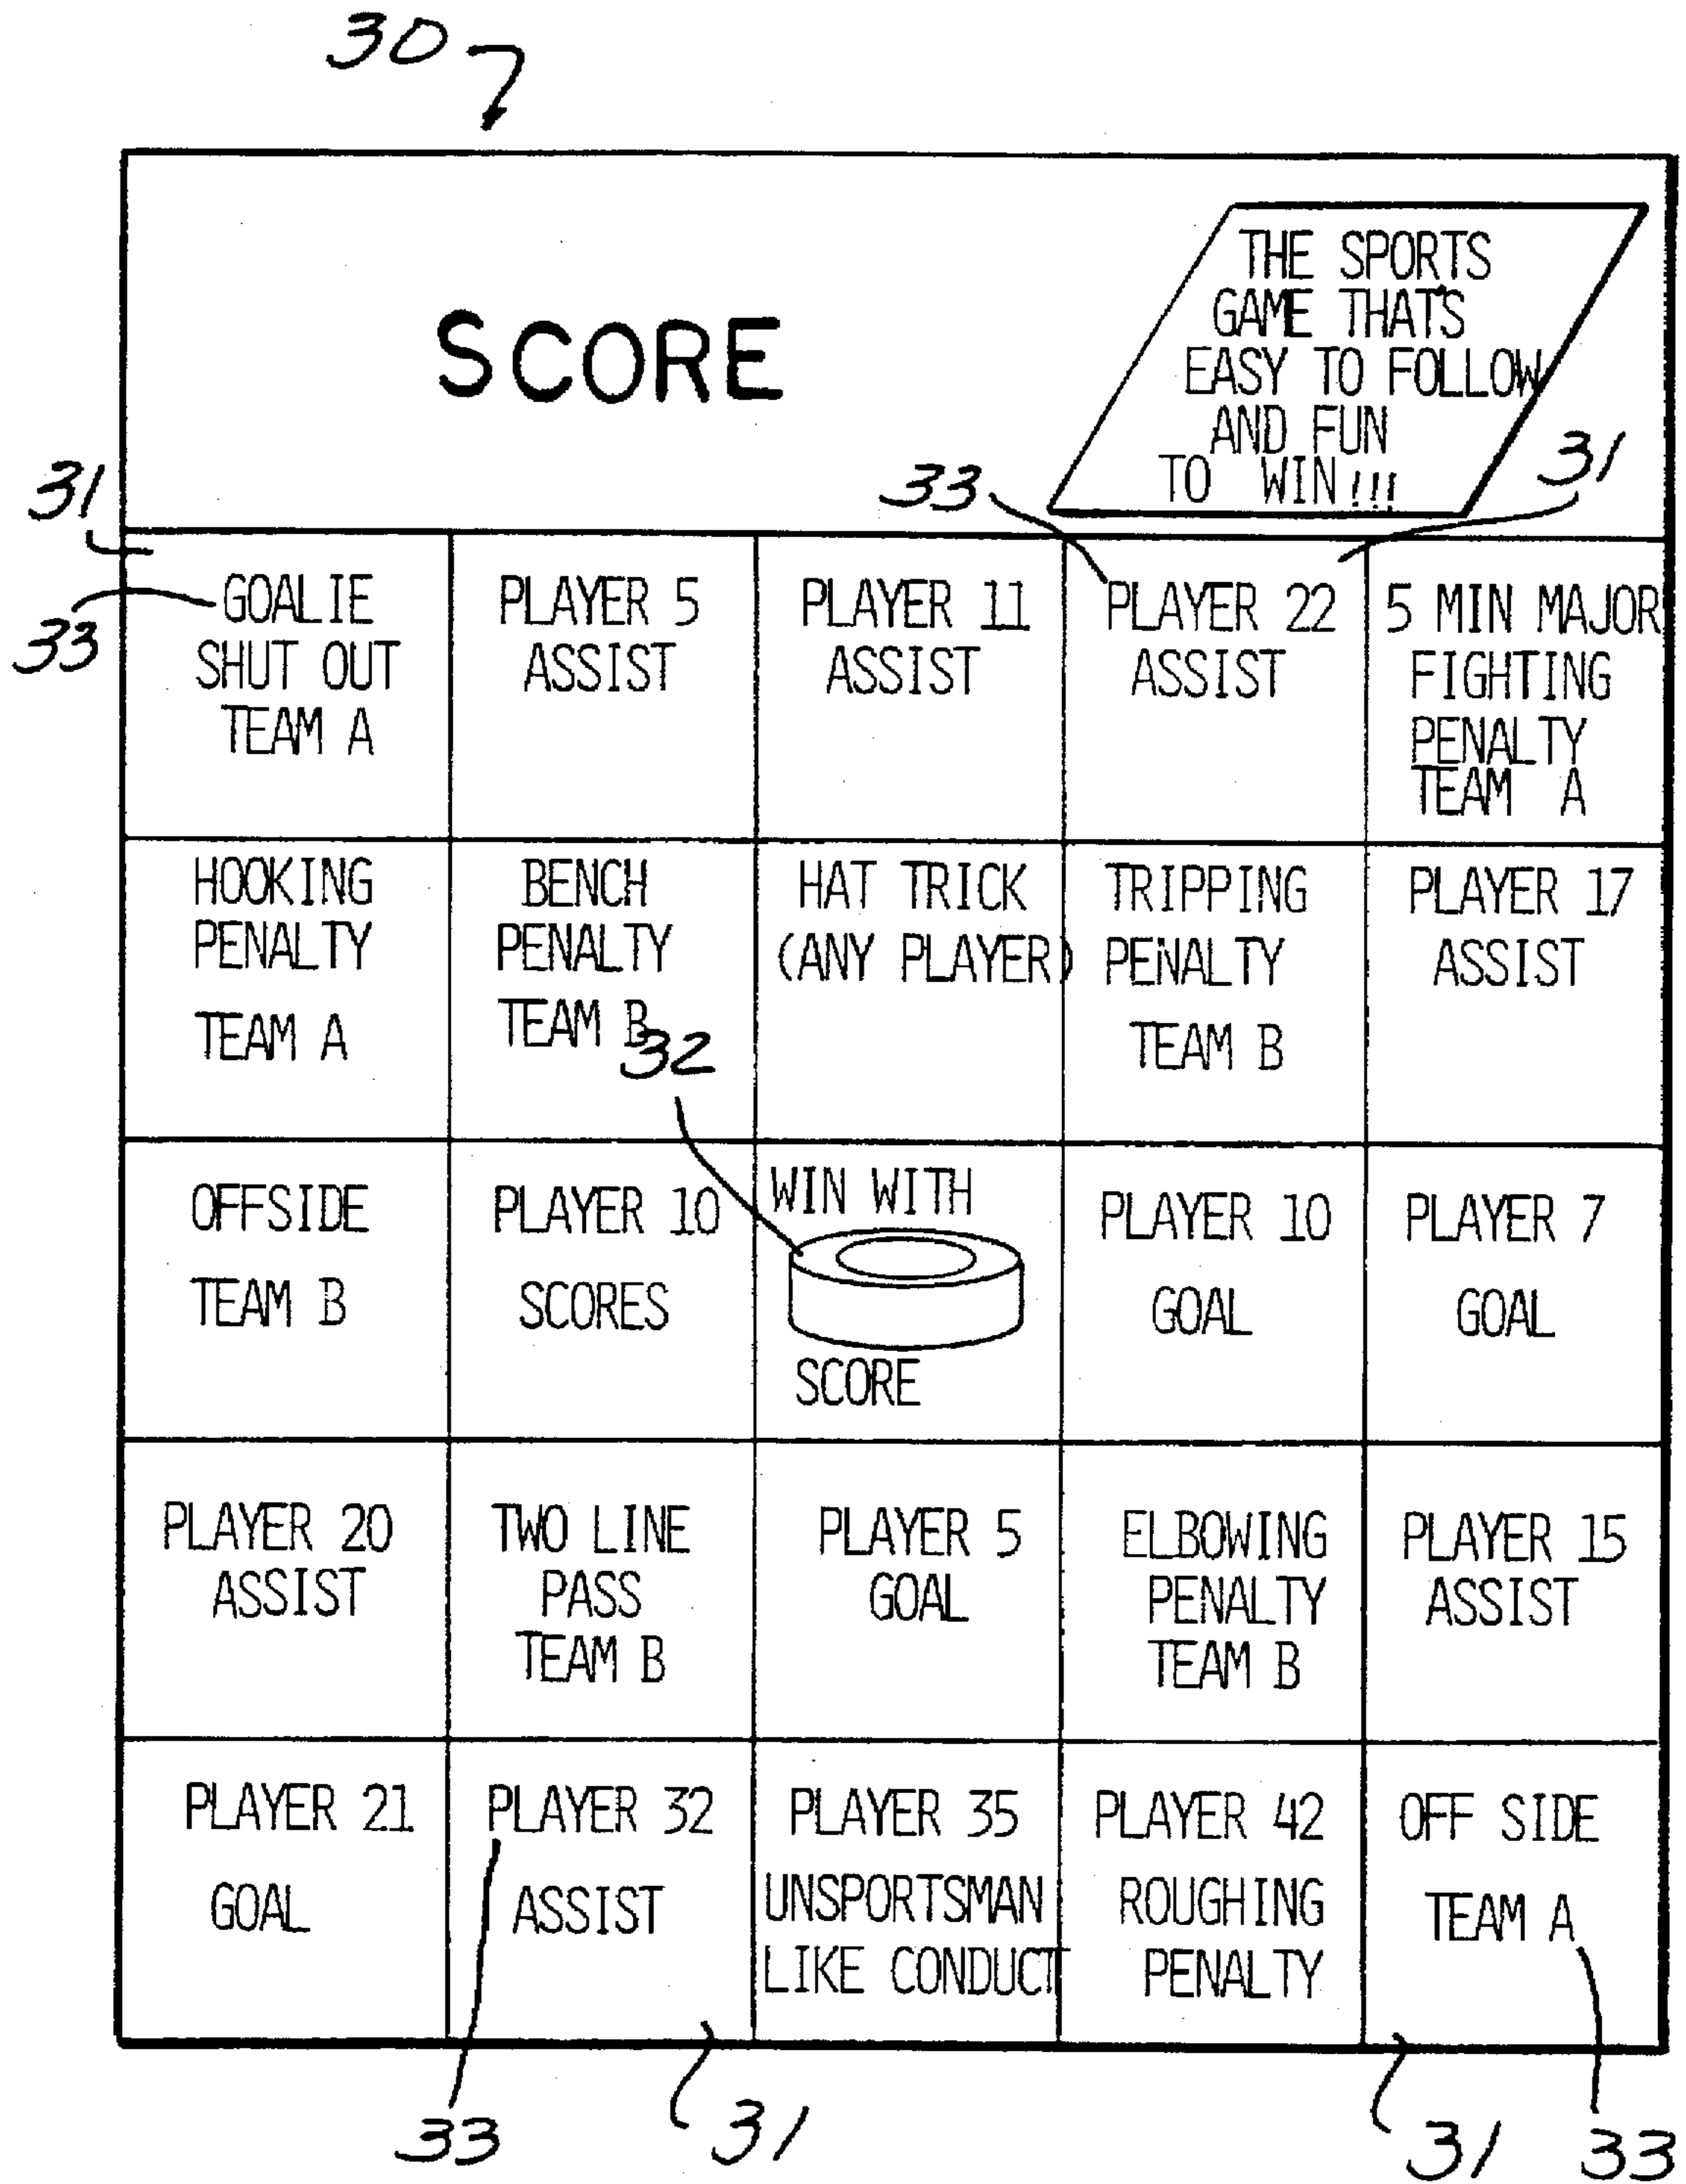 30
SCORE
THE SPORTS
GAME THAT'S
EASY TO FOLLOW
AND FUN
TO WIN !!!
31
33
31
33
GOALIE
SHUT OUT
TEAM A
PLAYER 5
ASSIST
PLAYER 11
ASSIST
PLAYER 22
ASSIST
5 MIN MAJOR
FIGHTING
PENALTY
TEAM A
HOOKING
PENALTY
TEAM A
BENCH
PENALTY
TEAM B
32
HAT TRICK
(ANY PLAYER)
TRIPPING
PENALTY
TEAM B
PLAYER 17
ASSIST
OFFSIDE
TEAM B
PLAYER 10
SCORES
WIN WITH
SCORE
PLAYER 10
GOAL
PLAYER 7
GOAL
PLAYER 20
ASSIST
TWO LINE
PASS
TEAM B
PLAYER 5
GOAL
ELBOWING
PENALTY
TEAM B
PLAYER 15
ASSIST
PLAYER 21
GOAL
PLAYER 32
ASSIST
PLAYER 35
UNSPORTSMAN
LIKE CONDUCT
PLAYER 42
ROUGHING
PENALTY
OFF SIDE
TEAM A
33
31
31
33